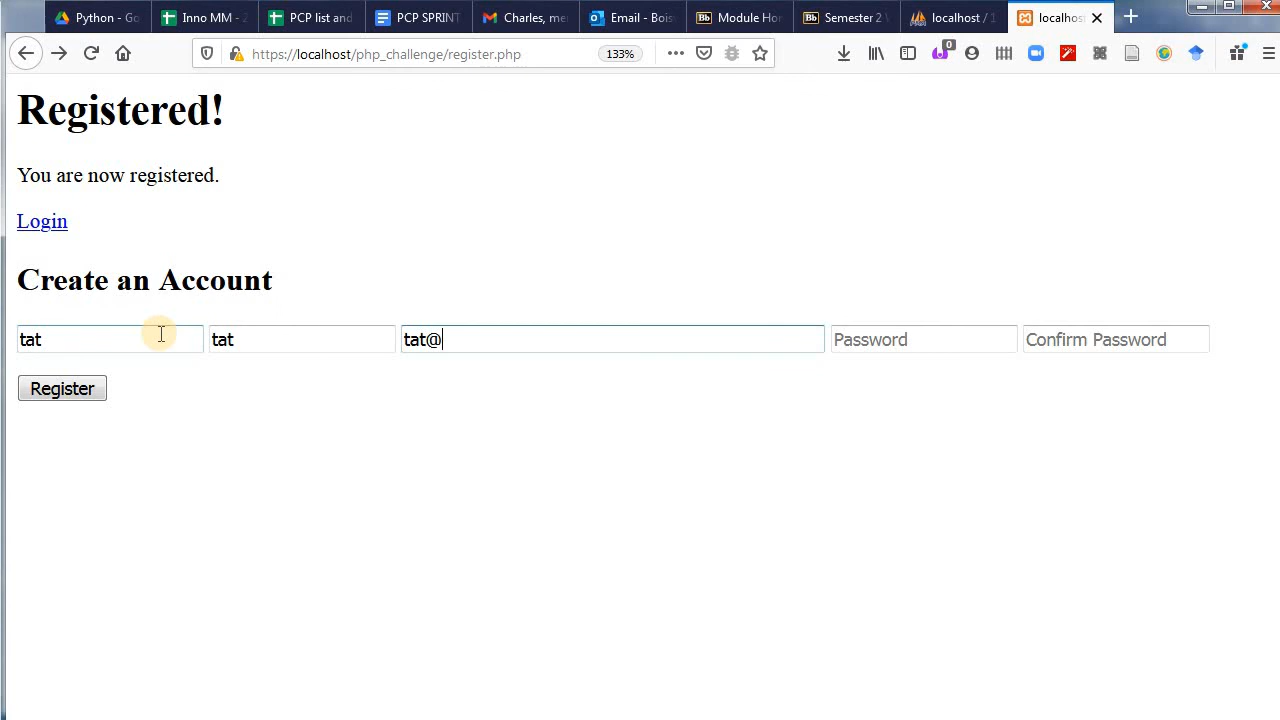 Python - Go Inno MM - Z PCP list and PCP SPRINT Charles, me Email - Bois Module Ho Semester 2 localhost / 1 localhos
https://localhost/php_challenge/register.php 133% 0
Registered!
You are now registered.
Login
Create an Account
tat tat tat@ Password Confirm Password
Register